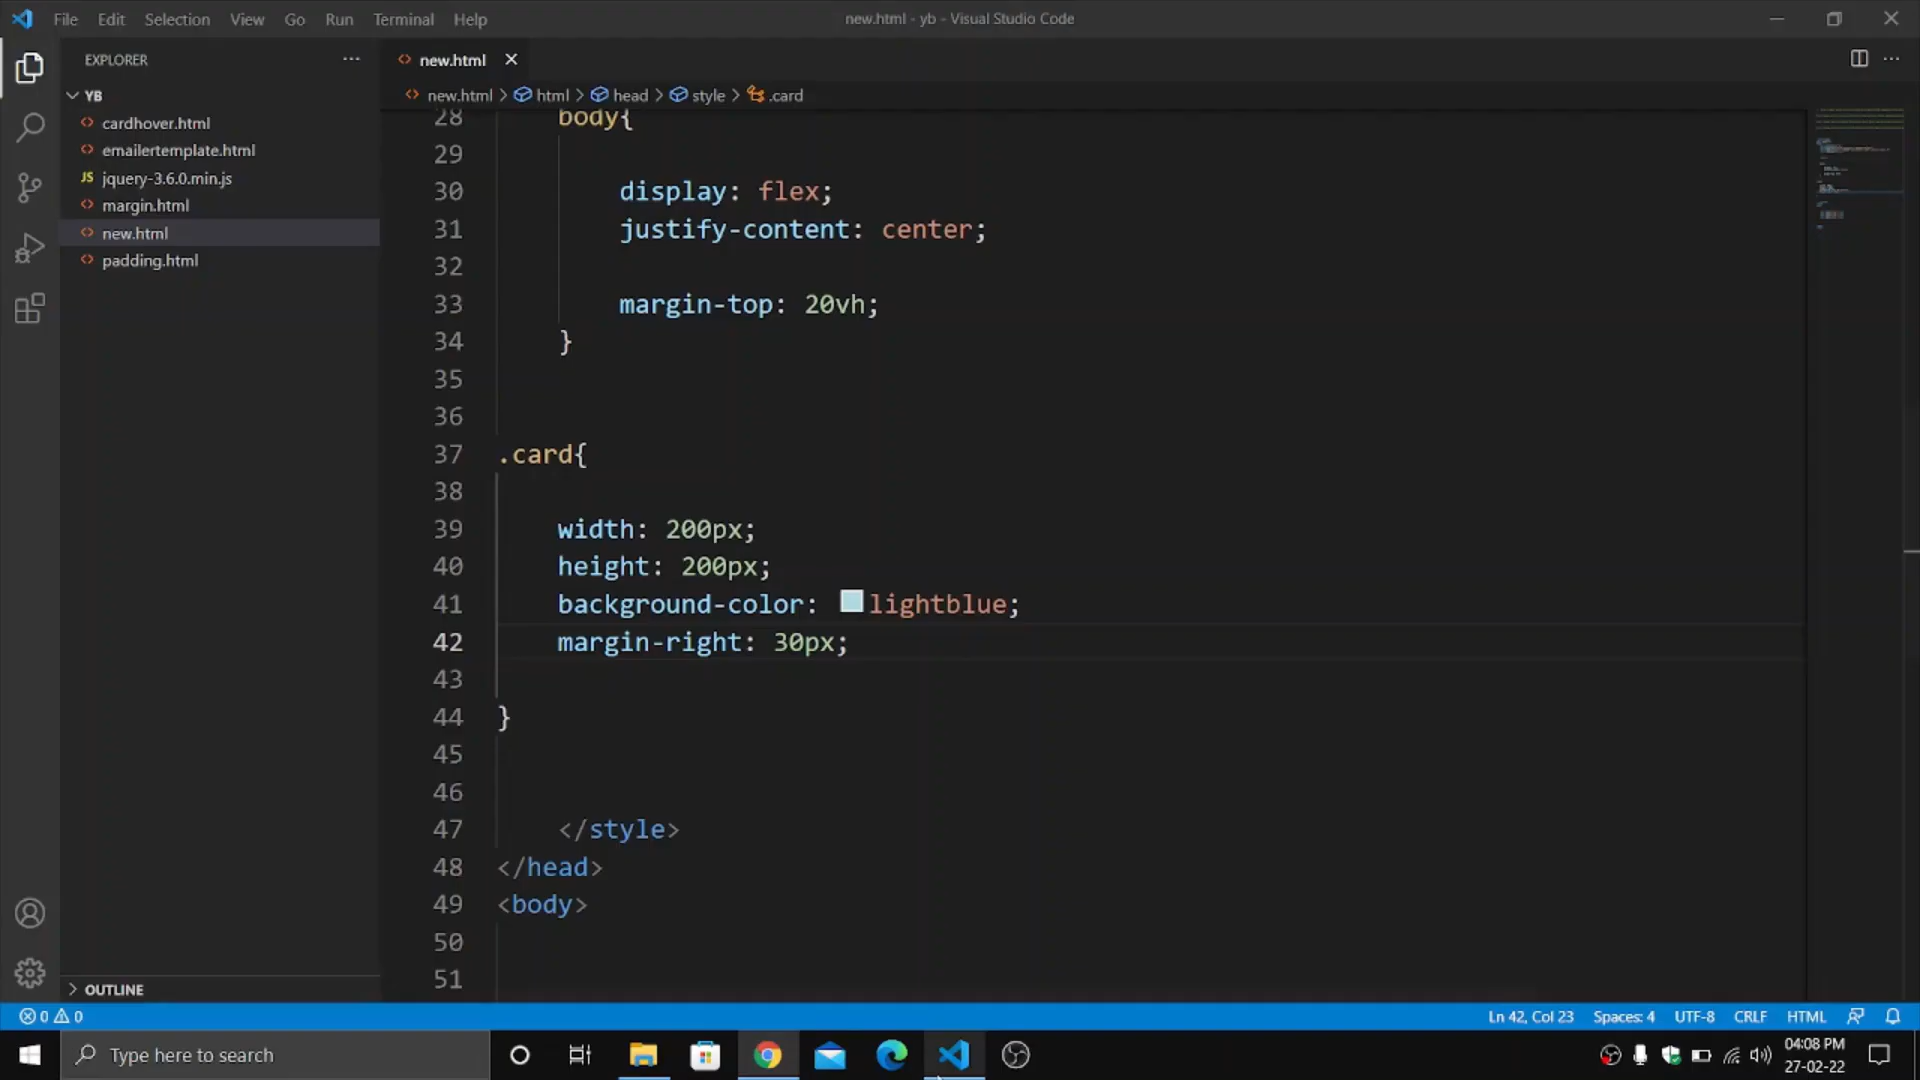 File Edit Selection View Go Run Terminal Help
new.html - yb - Visual Studio Code
EXPLORER
new.html
YB
new.html > html > head > style > .card
cardhover.html
emailertemplate.html
JS jquery-3.6.0.min.js
margin.html
new.html
padding.html
28 body{
29
30 display: flex;
31 justify-content: center;
32
33 margin-top: 20vh;
34 }
35
36
37 .card{
38
39 width: 200px;
40 height: 200px;
41 background-color: lightblue;
42 margin-right: 30px;
43
44 }
45
46
47 </style>
48 </head>
49 <body>
50
51
OUTLINE
0 0
Ln 42, Col 23 Spaces: 4 UTF-8 CRLF HTML
Type here to search
04:08 PM
27-02-22